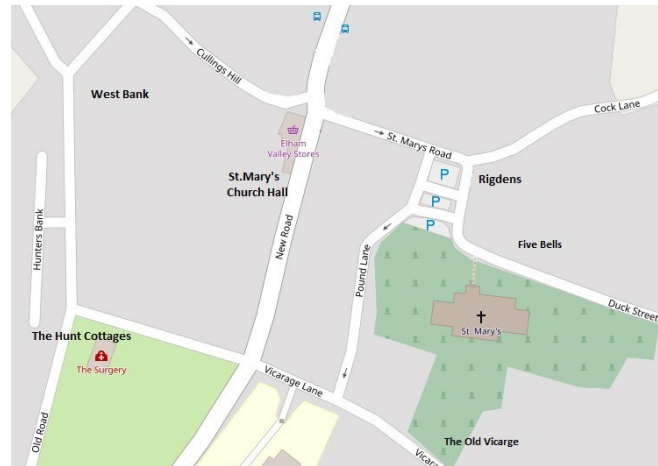 Cullings Hill
West Bank
Cock Lane
Elham
Valley Stores
St. Marys Road
P
St.Mary's
Church Hall
Rigdens
P
P
Hunters Bank
New Road
Pound Lane
Five Bells
Duck Street
St. Mary's
The Hunt Cottages
The Surgery
Vicarage Lane
Old Road
The Old Vicarge
Vicar